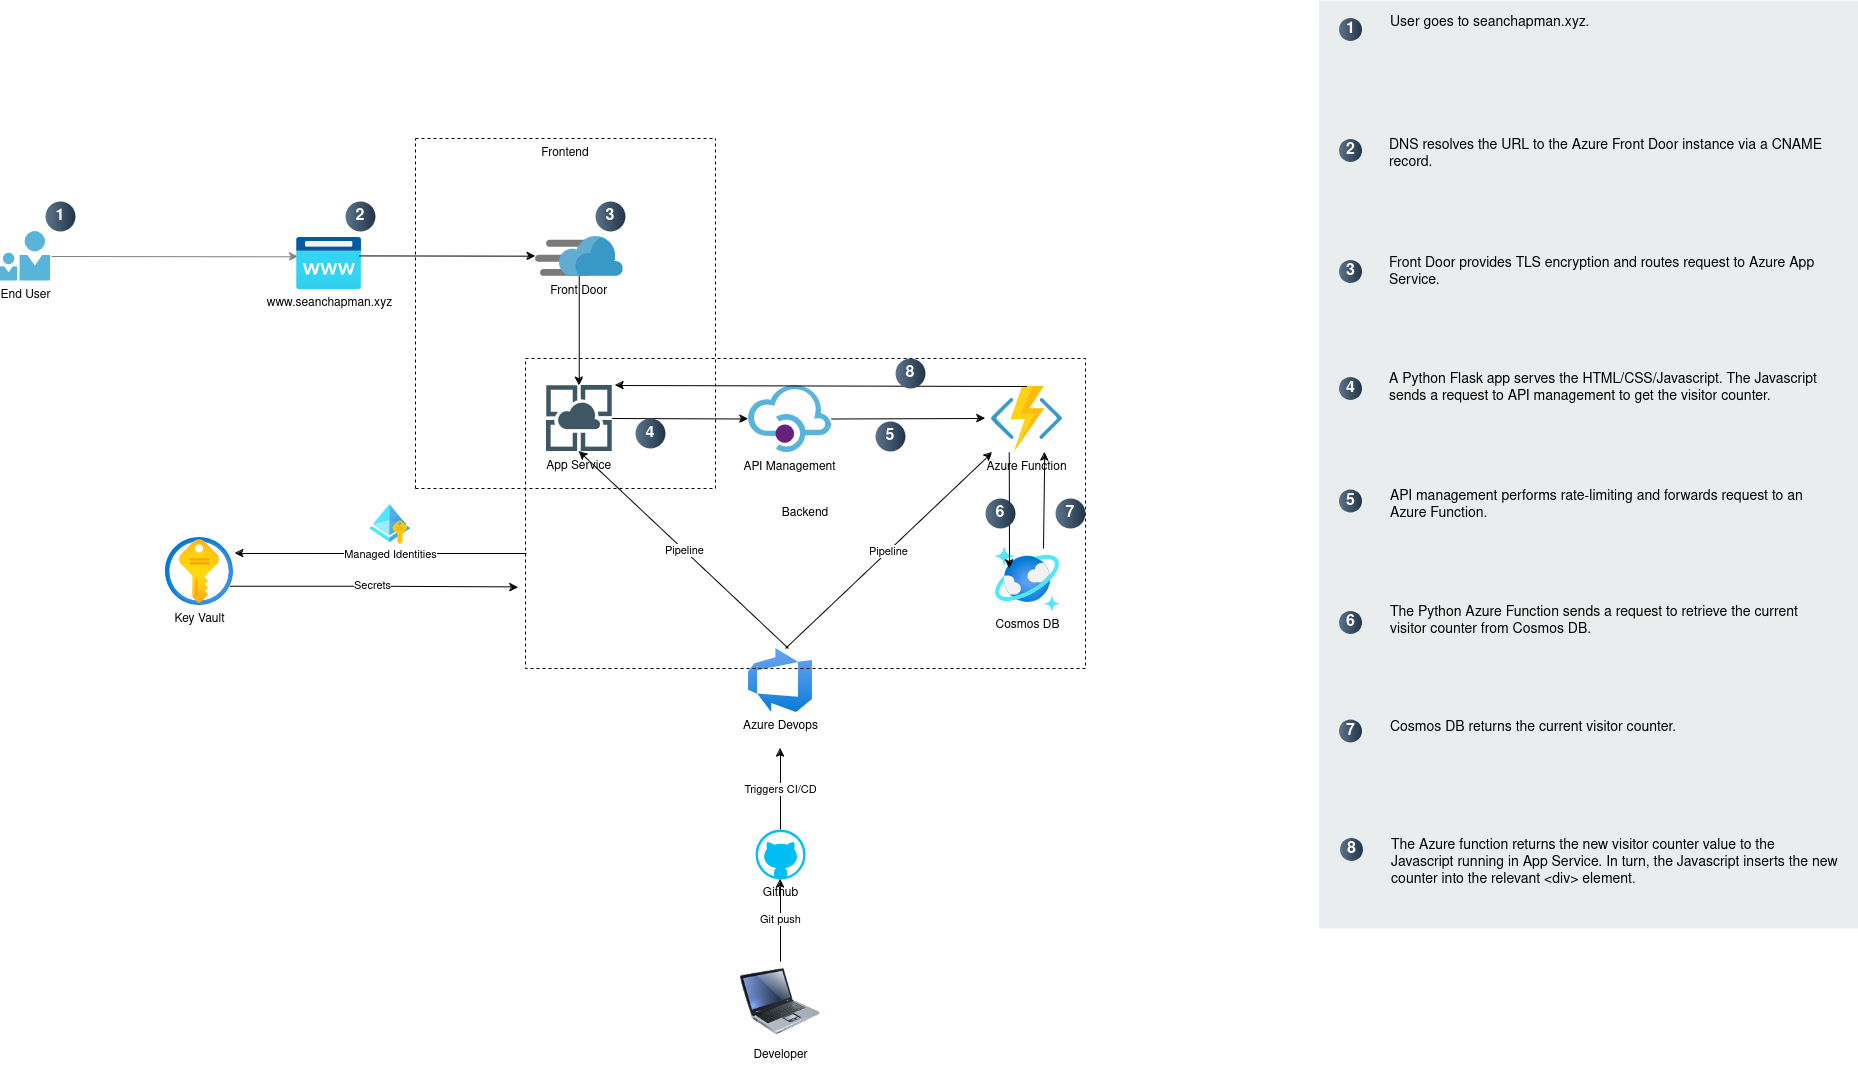 1
User goes to seanchapman.xyz.
2
DNS resolves the URL to the Azure Front Door instance via a CNAME
record.
3
Front Door provides TLS encryption and routes request to Azure App
Service.
4
A Python Flask app serves the HTML/CSS/Javascript. The Javascript
sends a request to API management to get the visitor counter.
5
API management performs rate-limiting and forwards request to an
Azure Function.
6
The Python Azure Function sends a request to retrieve the current
visitor counter from Cosmos DB.
7
Cosmos DB returns the current visitor counter.
8
The Azure function returns the new visitor counter value to the
Javascript running in App Service. In turn, the Javascript inserts the new
counter into the relevant <div> element.
Frontend
1
2
3
WWW
End User
www.seanchapman.xyz
Front Door
8
4
5
App Service
API Management
Azure Function
Backend
6
7
Managed Identities
Secrets
Key Vault
Pipeline
Pipeline
Cosmos DB
Azure Devops
Triggers CI/CD
Github
Git push
Developer